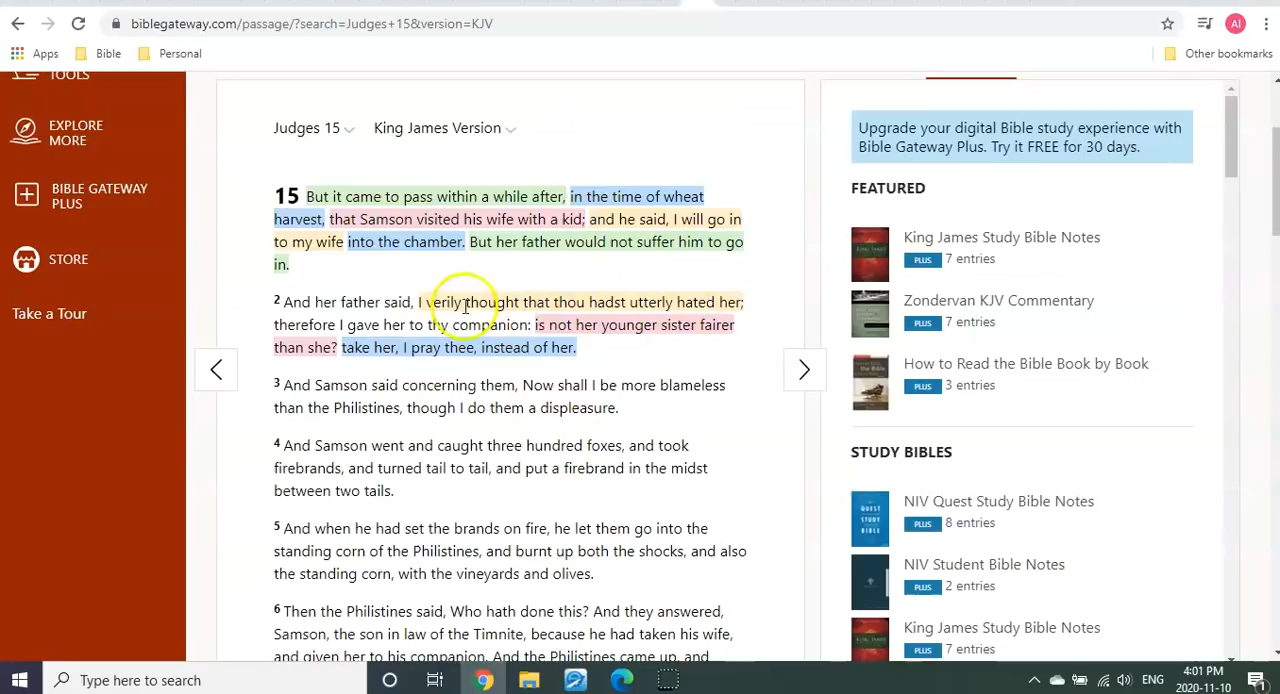 biblegateway.com/passage/?search=Judges+15&version=KJV
AI
Apps
Bible
Personal
Other bookmarks
TOOLS
EXPLORE
MORE
BIBLE GATEWAY
PLUS
STORE
Take a Tour
Judges 15
King James Version
15 But it came to pass within a while after, in the time of wheat
harvest, that Samson visited his wife with a kid; and he said, I will go in
to my wife into the chamber. But her father would not suffer him to go
in.
2 And her father said, I verily thought that thou hadst utterly hated her;
therefore I gave her to thy companion: is not her younger sister fairer
than she? take her, I pray thee, instead of her.
3 And Samson said concerning them, Now shall I be more blameless
than the Philistines, though I do them a displeasure.
4 And Samson went and caught three hundred foxes, and took
firebrands, and turned tail to tail, and put a firebrand in the midst
between two tails.
5 And when he had set the brands on fire, he let them go into the
standing corn of the Philistines, and burnt up both the shocks, and also
the standing corn, with the vineyards and olives.
6 Then the Philistines said, Who hath done this? And they answered,
Samson, the son in law of the Timnite, because he had taken his wife,
and given her to his companion. And the Philistines came up, and
Upgrade your digital Bible study experience with
Bible Gateway Plus. Try it FREE for 30 days.
FEATURED
King James Study Bible Notes
PLUS 7 entries
Zondervan KJV Commentary
PLUS 7 entries
How to Read the Bible Book by Book
PLUS 3 entries
STUDY BIBLES
NIV Quest Study Bible Notes
PLUS 8 entries
NIV Student Bible Notes
PLUS 2 entries
King James Study Bible Notes
PLUS 7 entries
Type here to search
ENG
4:01 PM
2020-11-10
1